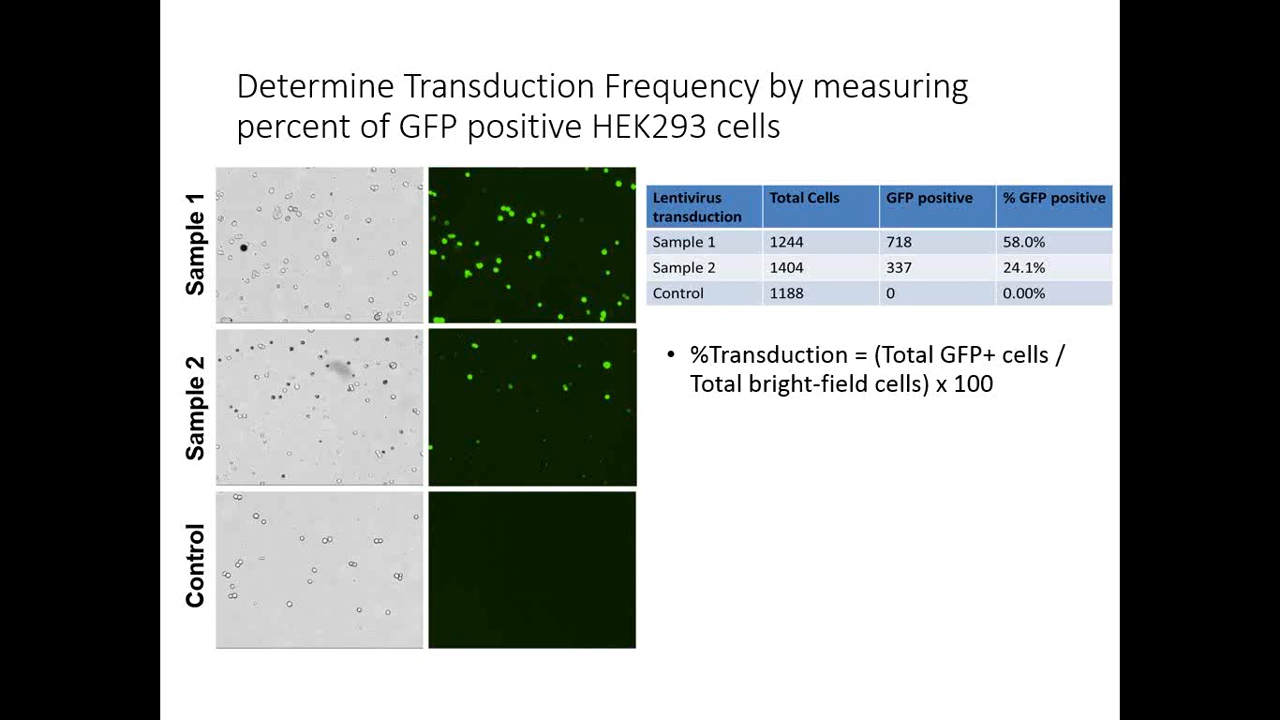 Determine Transduction Frequency by measuring
percent of GFP positive HEK293 cells
Sample 1
Sample 2
Control
Lentivirus transduction Total Cells GFP positive % GFP positive
Sample 1 1244 718 58.0%
Sample 2 1404 337 24.1%
Control 1188 0 0.00%
• %Transduction = (Total GFP+ cells /
Total bright-field cells) x 100